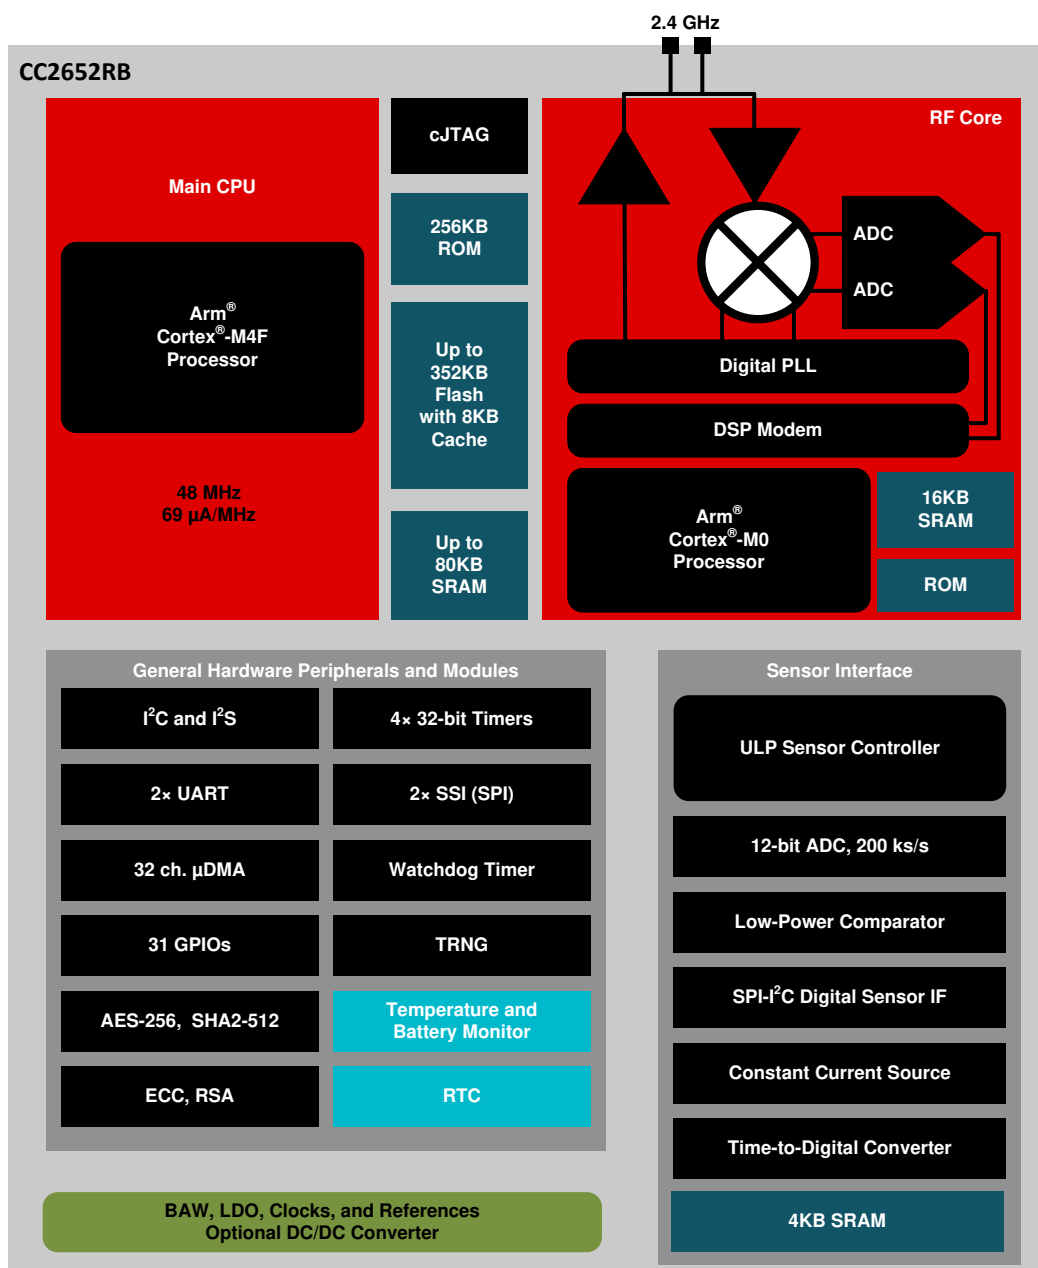 2.4 GHz
CC2652RB
Main CPU
Arm®
Cortex®-M4F
Processor
48 MHz
69 µA/MHz
cJTAG
256KB
ROM
Up to
352KB
Flash
with 8KB
Cache
Up to
80KB
SRAM
RF Core
ADC
ADC
Digital PLL
DSP Modem
Arm®
Cortex®-M0
Processor
16KB
SRAM
ROM
General Hardware Peripherals and Modules
I²C and I²S
4× 32-bit Timers
2× UART
2× SSI (SPI)
32 ch. µDMA
Watchdog Timer
31 GPIOs
TRNG
AES-256, SHA2-512
Temperature and
Battery Monitor
ECC, RSA
RTC
Sensor Interface
ULP Sensor Controller
12-bit ADC, 200 ks/s
Low-Power Comparator
SPI-I²C Digital Sensor IF
Constant Current Source
Time-to-Digital Converter
4KB SRAM
BAW, LDO, Clocks, and References
Optional DC/DC Converter